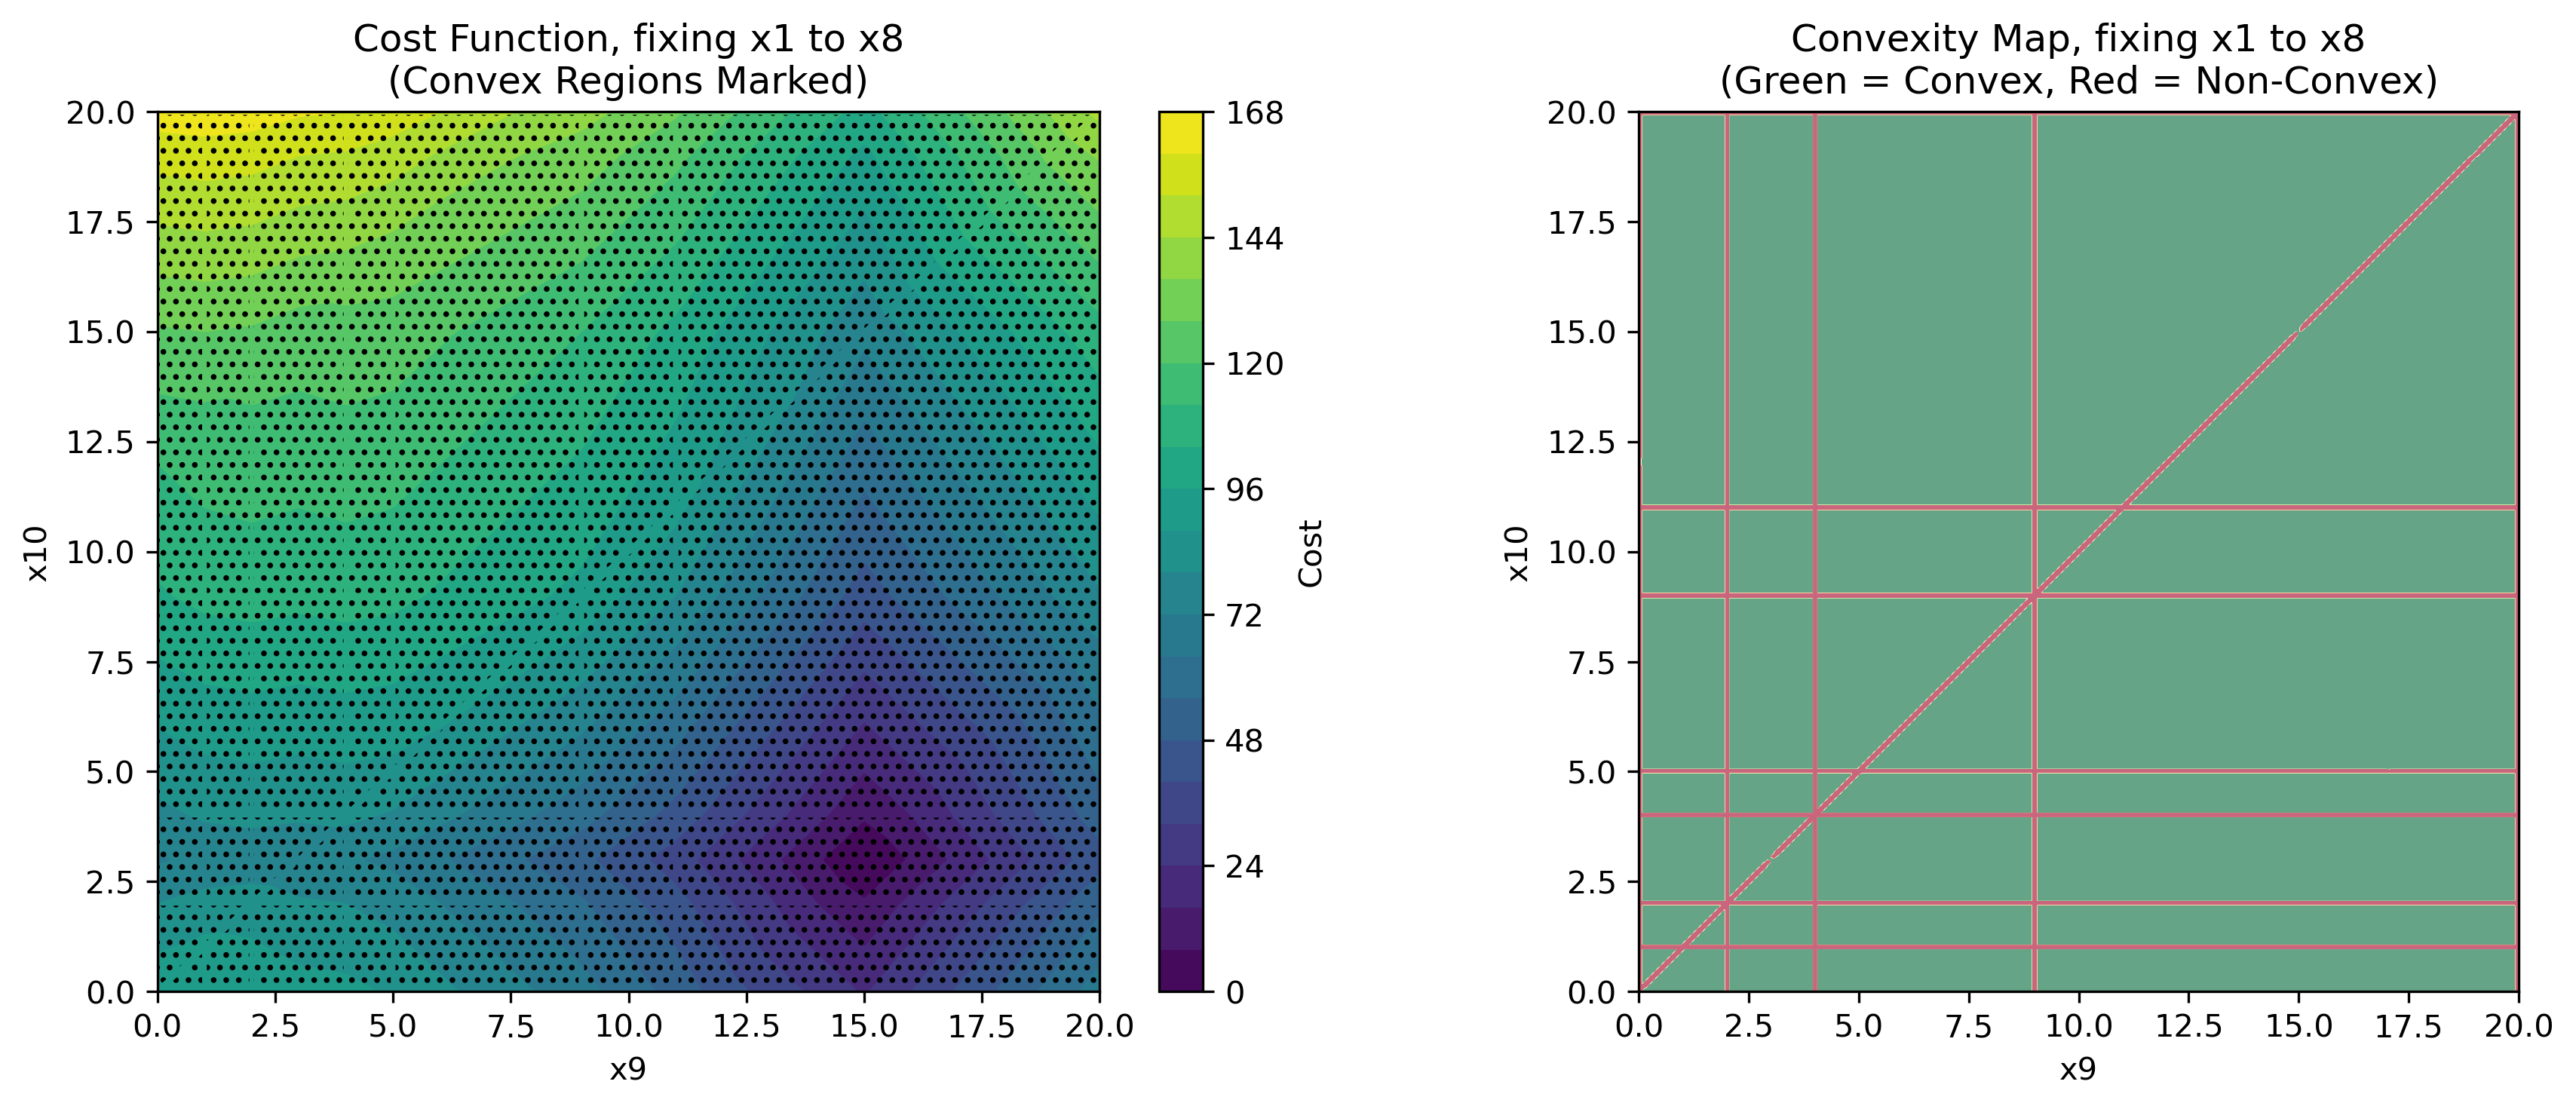 Cost Function, fixing x1 to x8
(Convex Regions Marked)
20.0
17.5
15.0
12.5
10.0
7.5
5.0
2.5
0.0
x10
0.0 2.5 5.0 7.5 10.0 12.5 15.0 17.5 20.0
x9
168
144
120
96
72
48
24
0
Cost
Convexity Map, fixing x1 to x8
(Green = Convex, Red = Non-Convex)
20.0
17.5
15.0
12.5
10.0
7.5
5.0
2.5
0.0
x10
0.0 2.5 5.0 7.5 10.0 12.5 15.0 17.5 20.0
x9